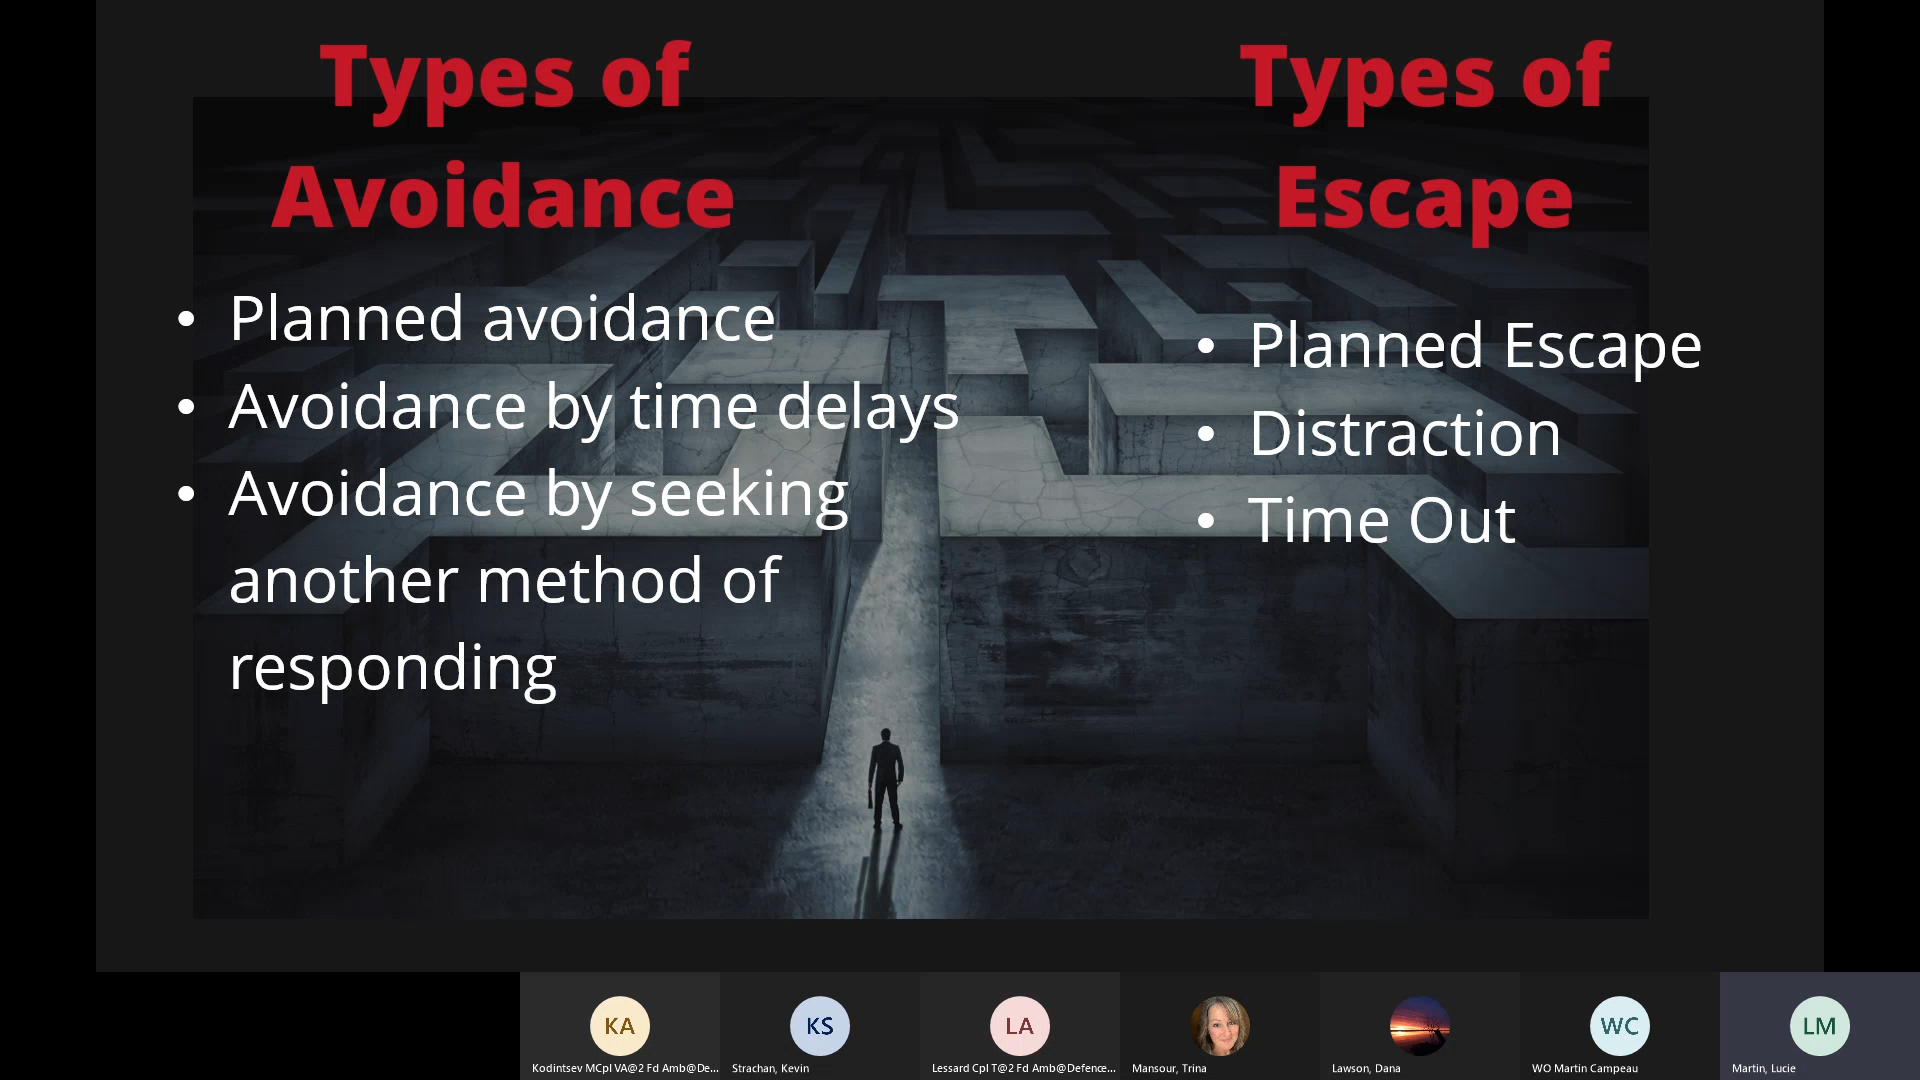 Types of
Avoidance
• Planned avoidance
• Avoidance by time delays
• Avoidance by seeking
another method of
responding
Types of
Escape
• Planned Escape
• Distraction
• Time Out
KA
Kodintsev MCpl VA@2 Fd Amb@De...
KS
Strachan, Kevin
LA
Lessard Cpl T@2 Fd Amb@Defence...
Mansour, Trina
Lawson, Dana
WC
WO Martin Campeau
LM
Martin, Lucie